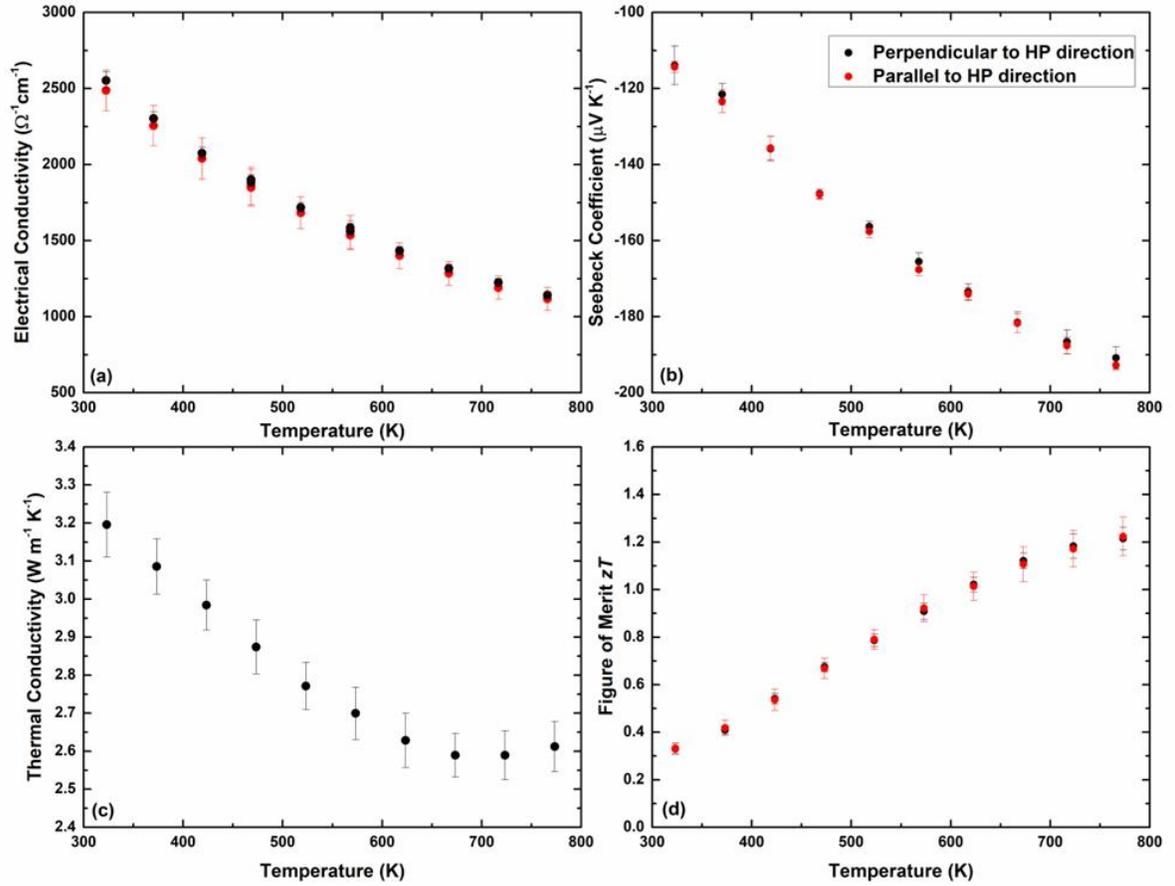 3000
2500
2000
1500
1000
500
Electrical Conductivity (Ω⁻¹cm⁻¹)
(a)
300 400 500 600 700 800
Temperature (K)
-100
-120
-140
-160
-180
-200
Seebeck Coefficient (μV K⁻¹)
Perpendicular to HP direction
Parallel to HP direction
(b)
300 400 500 600 700 800
Temperature (K)
3.4
3.3
3.2
3.1
3.0
2.9
2.8
2.7
2.6
2.5
2.4
Thermal Conductivity (W m⁻¹ K⁻¹)
(c)
300 400 500 600 700 800
Temperature (K)
1.6
1.4
1.2
1.0
0.8
0.6
0.4
0.2
0.0
Figure of Merit zT
(d)
300 400 500 600 700 800
Temperature (K)